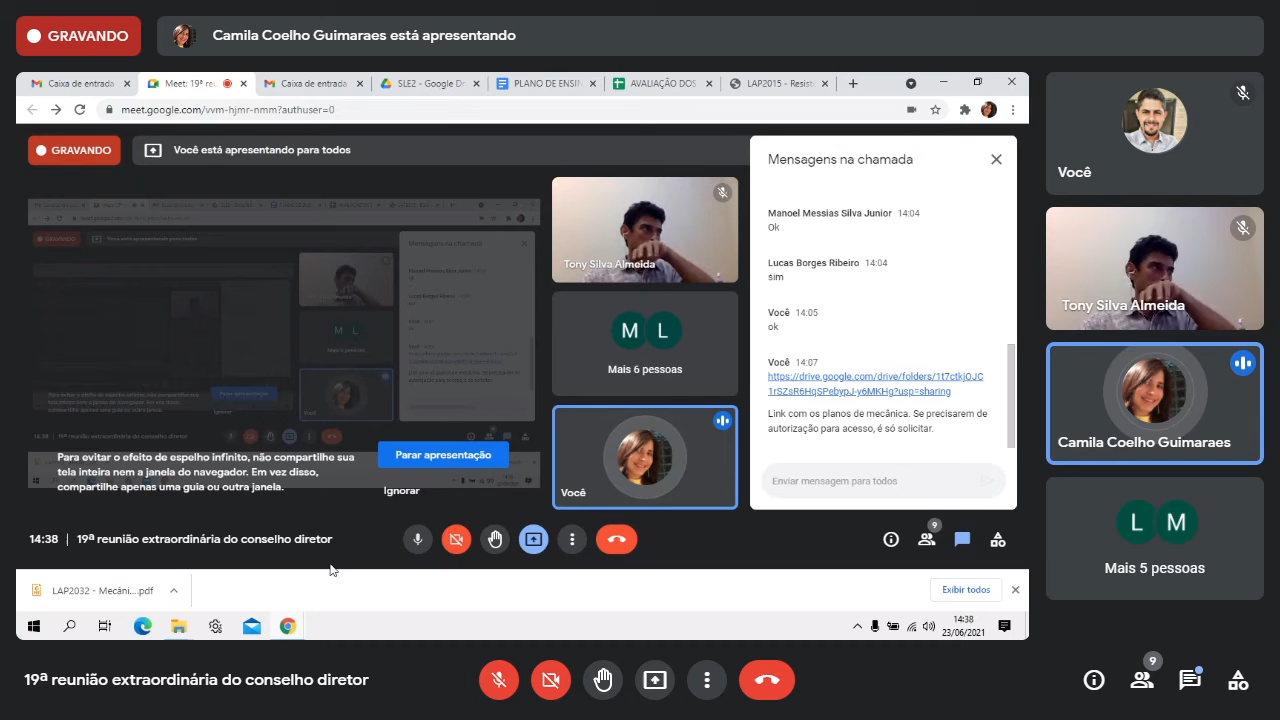 GRAVANDO
Camila Coelho Guimaraes está apresentando
Caixa de entrada
Meet: 19ª reu
Caixa de entrada
SLE2 - Google Dr
PLANO DE ENSIN
AVALIAÇÃO DOS
LAP2015 - Resist
meet.google.com/vvm-hjmr-nmm?authuser=0
GRAVANDO
Você está apresentando para todos
Tony Silva Almeida
M L
Mais 6 pessoas
Você
Mensagens na chamada
Manoel Messias Silva Junior 14:04
Ok
Lucas Borges Ribeiro 14:04
sim
Você 14:05
ok
Você 14:07
https://drive.google.com/drive/folders/1t7ctkjOJC
1rSZsR6HqSPebypJ-y6MKHg?usp=sharing
Link com os planos de mecânica. Se precisarem de
autorização para acesso, é só solicitar.
Enviar mensagem para todos
Para evitar o efeito de espelho infinito, não compartilhe sua
tela inteira nem a janela do navegador. Em vez disso,
compartilhe apenas uma guia ou outra janela.
Parar apresentação
Ignorar
14:38 | 19ª reunião extraordinária do conselho diretor
9
LAP2032 - Mecâni....pdf
Exibir todos
14:38
23/06/2021
Você
Tony Silva Almeida
Camila Coelho Guimaraes
L M
Mais 5 pessoas
19ª reunião extraordinária do conselho diretor
9